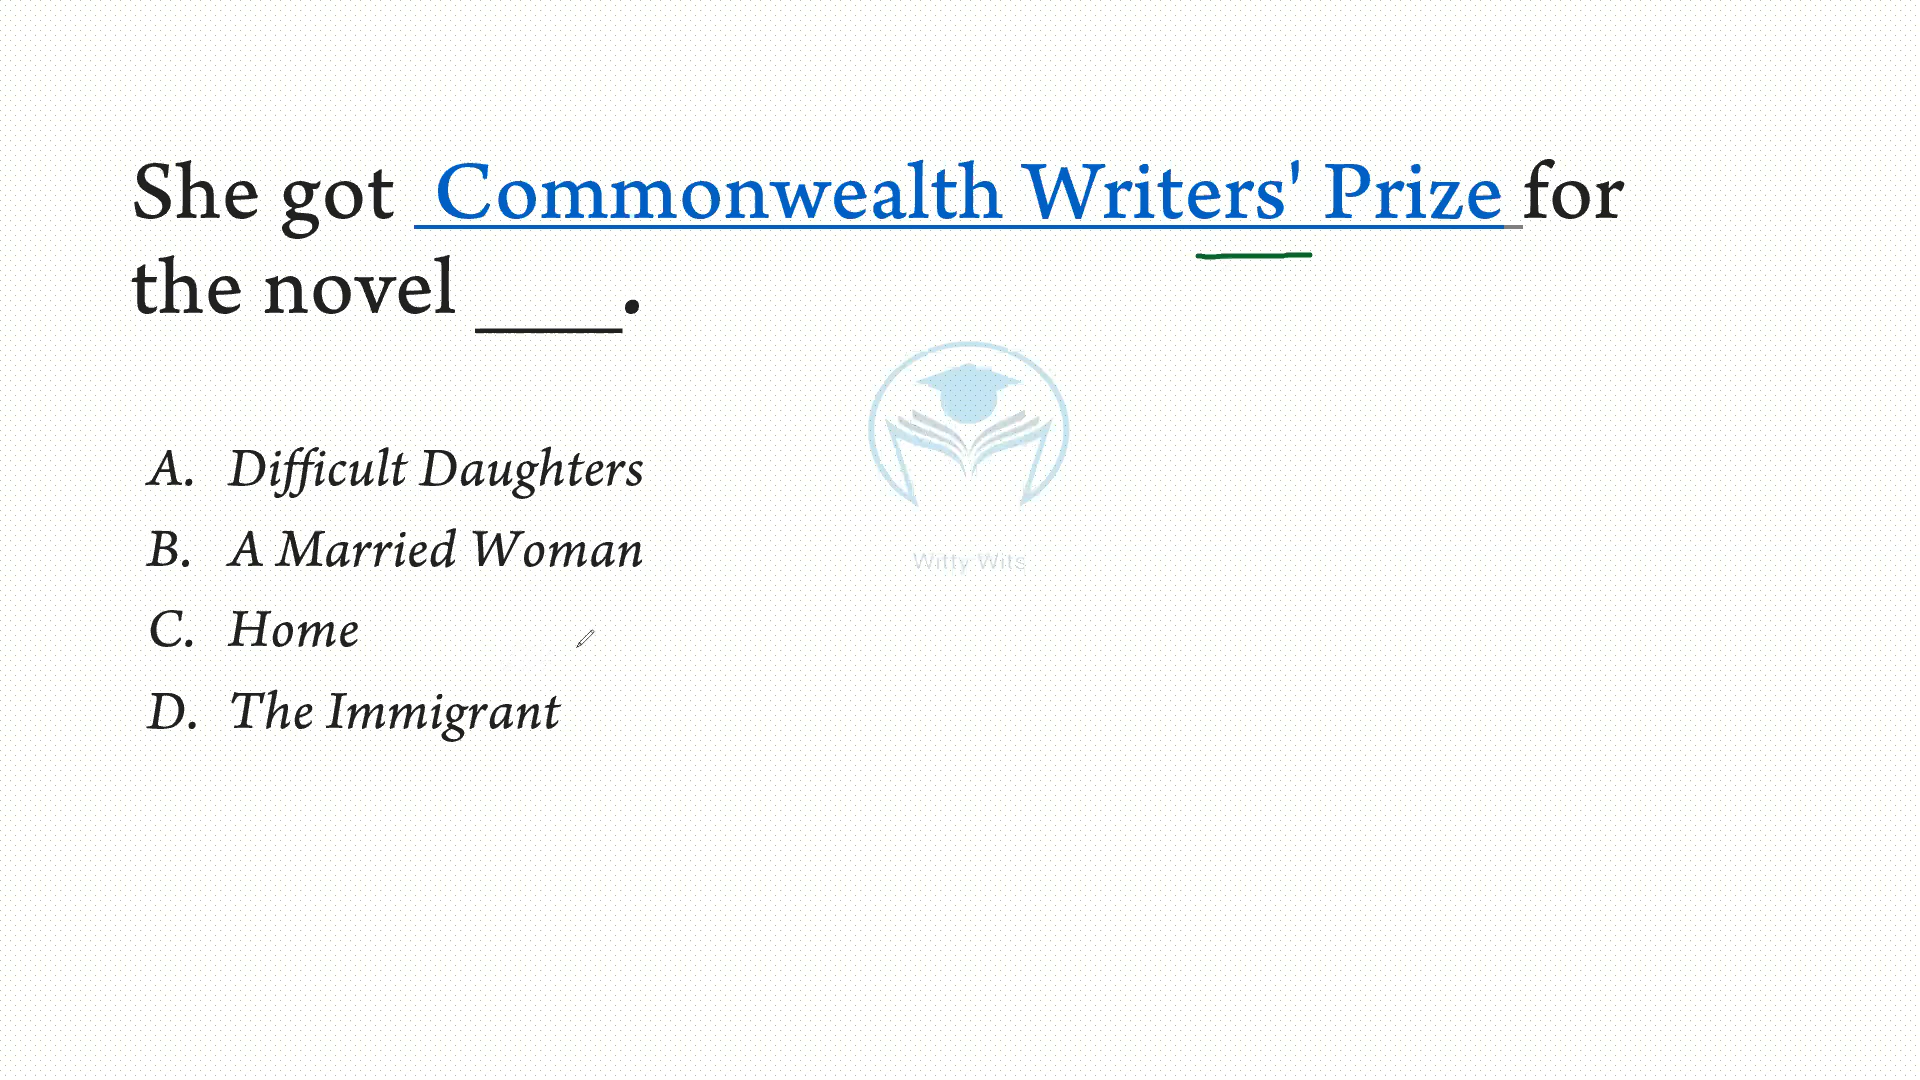 She got Commonwealth Writers' Prize for
the novel ____.
A. Difficult Daughters
B. A Married Woman
C. Home
D. The Immigrant
Witty Wits